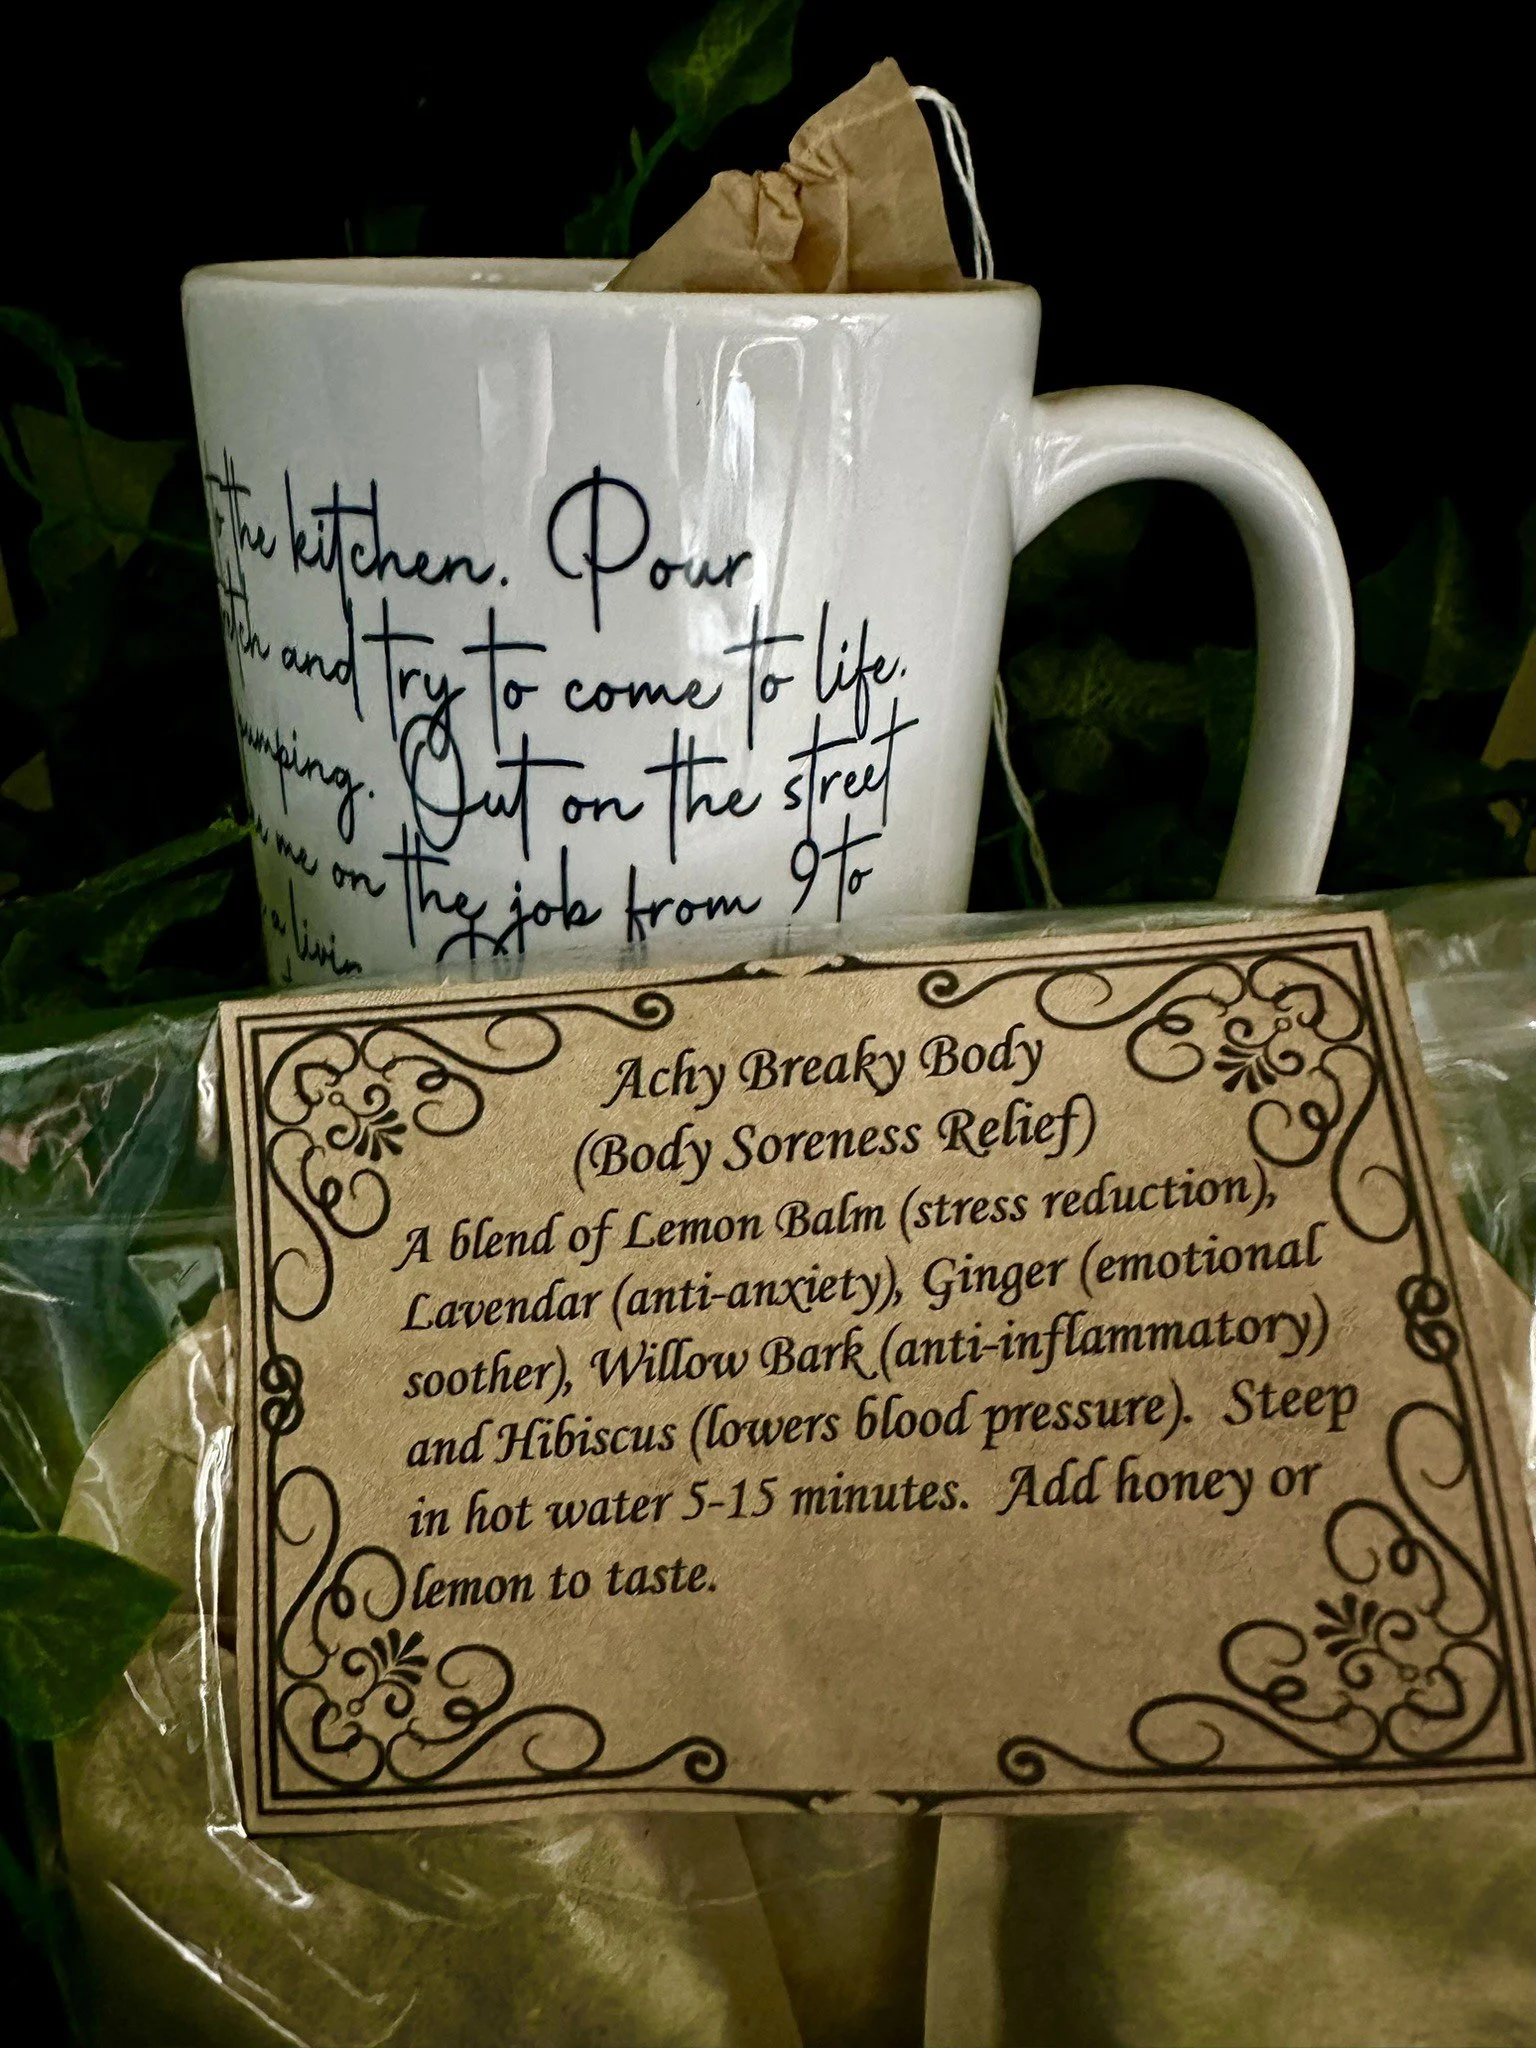 the kitchen. Pour
and try to come to life.
pumping. Out on the street
me on the job from 9 to
Achy Breaky Body
(Body Soreness Relief)
A blend of Lemon Balm (stress reduction),
Lavendar (anti-anxiety), Ginger (emotional
soother), Willow Bark (anti-inflammatory)
and Hibiscus (lowers blood pressure). Steep
in hot water 5-15 minutes. Add honey or
lemon to taste.